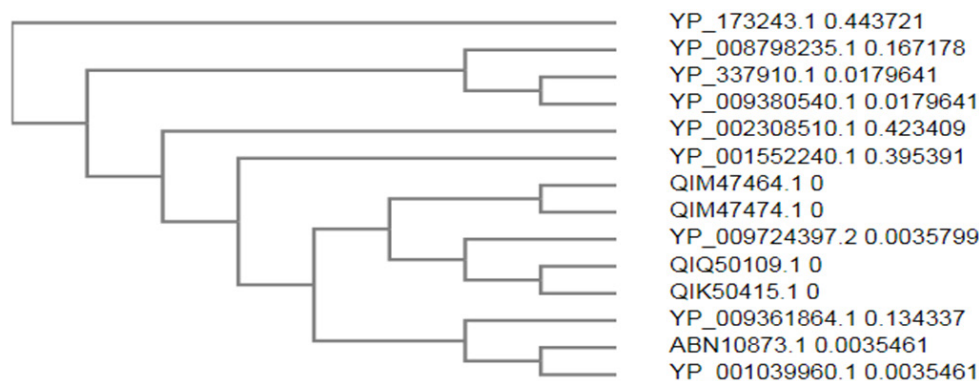 YP_173243.1 0.443721
YP_008798235.1 0.167178
YP_337910.1 0.0179641
YP_009380540.1 0.0179641
YP_002308510.1 0.423409
YP_001552240.1 0.395391
QIM47464.1 0
QIM47474.1 0
YP_009724397.2 0.0035799
QIQ50109.1 0
QIK50415.1 0
YP_009361864.1 0.134337
ABN10873.1 0.0035461
YP_001039960.1 0.0035461